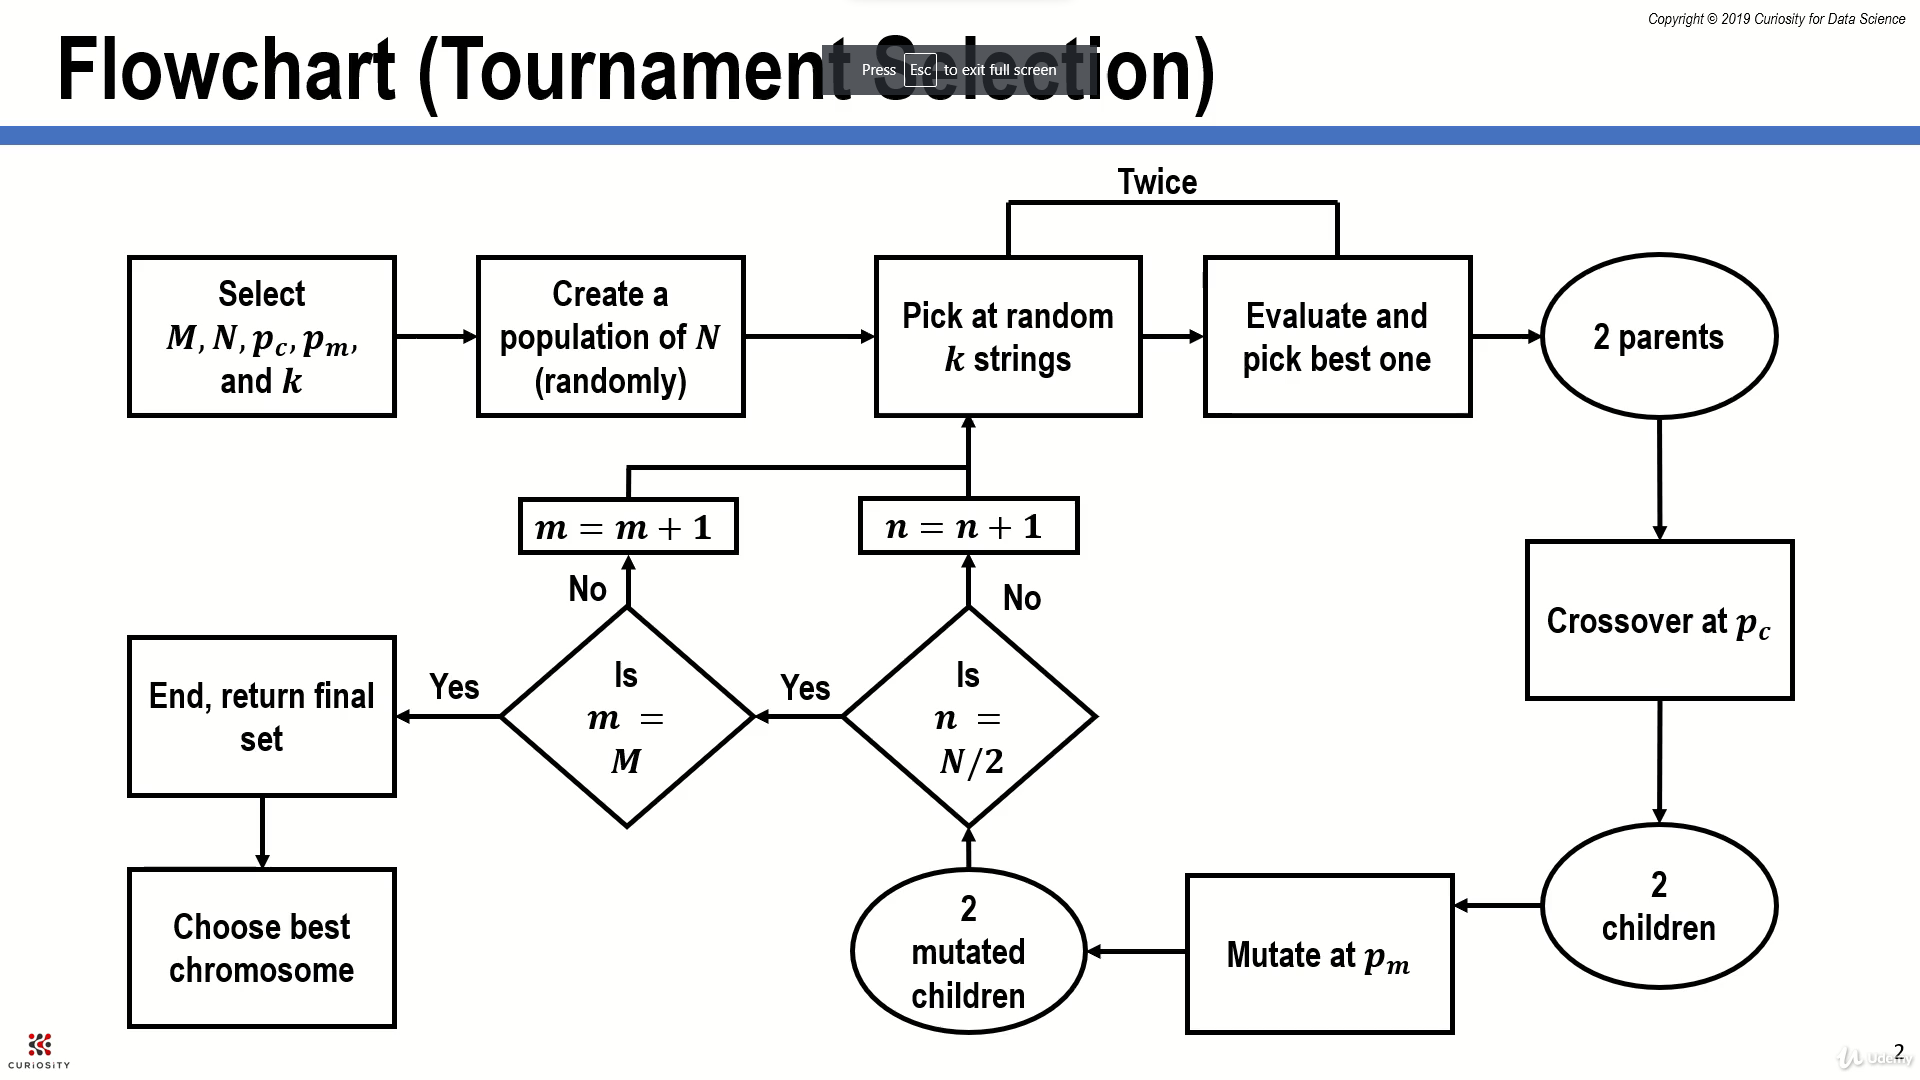 Copyright © 2019 Curiosity for Data Science
Flowchart (Tournament Selection)
Press Esc to exit full screen
Twice
Select
M, N, p_c, p_m,
and k
Create a
population of N
(randomly)
Pick at random
k strings
Evaluate and
pick best one
2 parents
m = m + 1
n = n + 1
No
No
Crossover at p_c
End, return final
set
Yes
Is
m =
M
Yes
Is
n =
N/2
Choose best
chromosome
2
mutated
children
Mutate at p_m
2
children
CURiOSiTY
2
Udemy